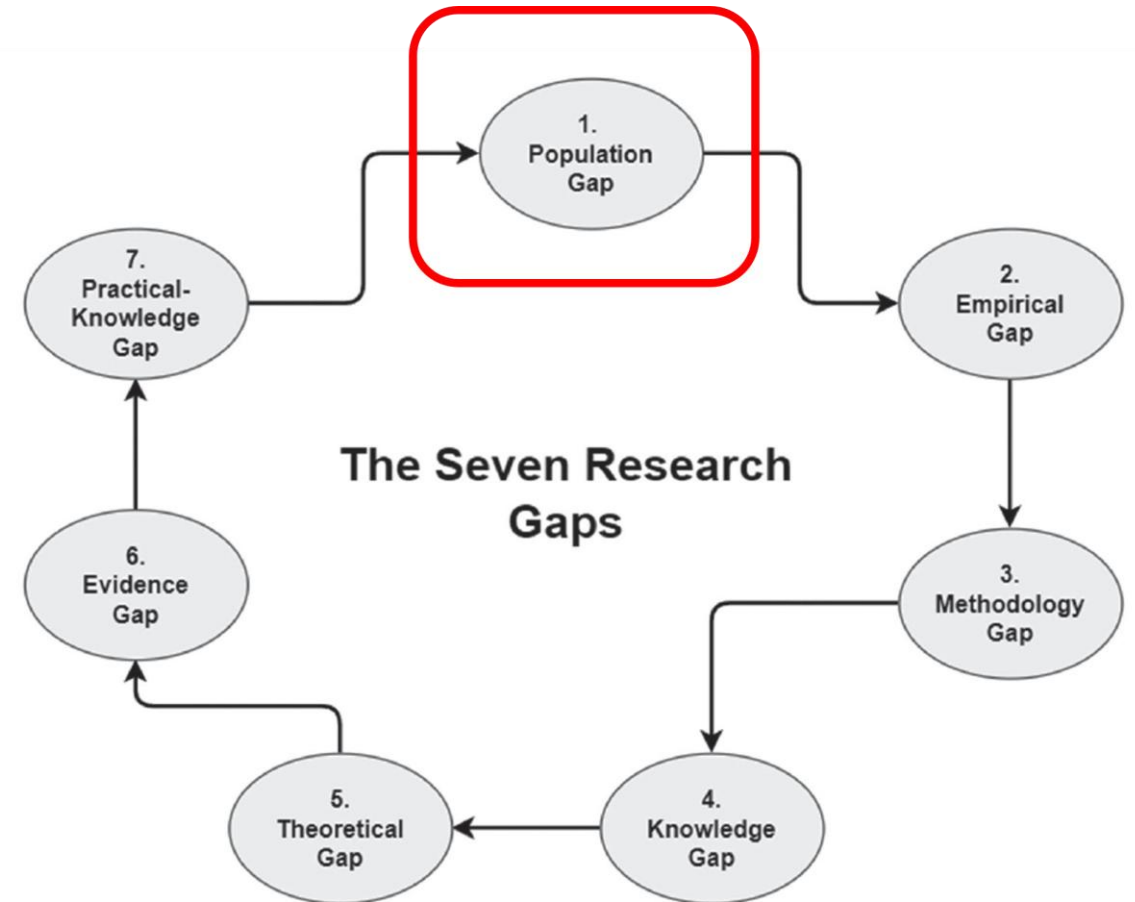 1.
Population
Gap
2.
Empirical
Gap
3.
Methodology
Gap
4.
Knowledge
Gap
5.
Theoretical
Gap
6.
Evidence
Gap
7.
Practical-
Knowledge
Gap
The Seven Research
Gaps